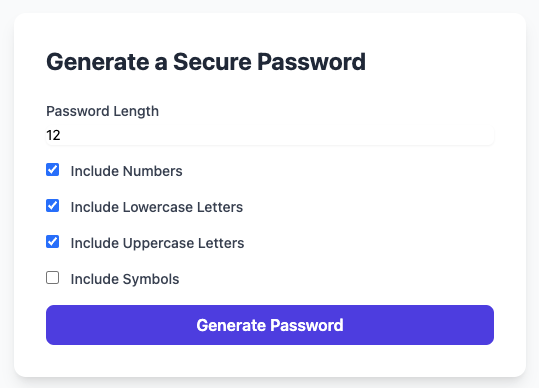 Generate a Secure Password
Password Length
12
Include Numbers
Include Lowercase Letters
Include Uppercase Letters
Include Symbols
Generate Password